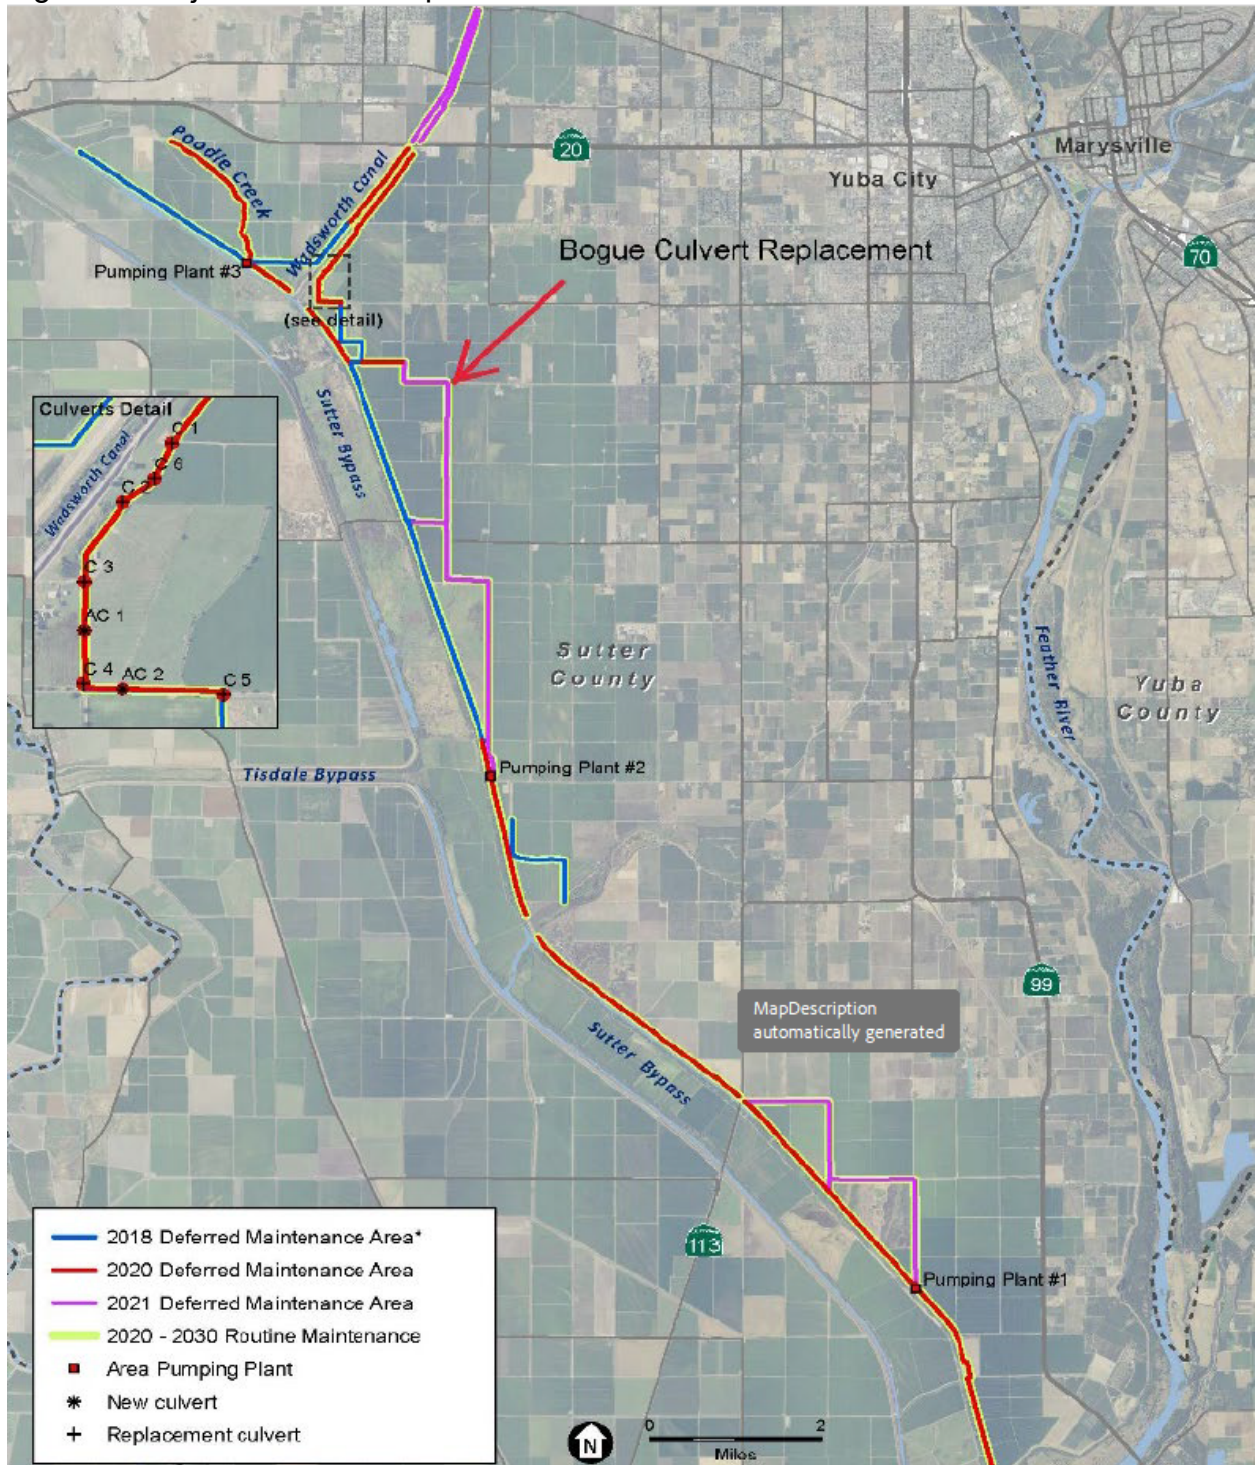 Poodle Creek
Wadsworth Canal
20
Marysville
Yuba City
70
Bogue Culvert Replacement
Pumping Plant #3
(see detail)
Sutter Bypass
Culverts Detail
Wadsworth Canal
C 1
C 6
C 2
C 3
AC 1
C 4
AC 2
C 5
Sutter
County
Feather River
Yuba
County
Tisdale Bypass
Pumping Plant #2
99
MapDescription
automatically generated
Sutter Bypass
113
Pumping Plant #1
2018 Deferred Maintenance Area*
2020 Deferred Maintenance Area
2021 Deferred Maintenance Area
2020 - 2030 Routine Maintenance
Area Pumping Plant
New culvert
Replacement culvert
N
0
2
Miles